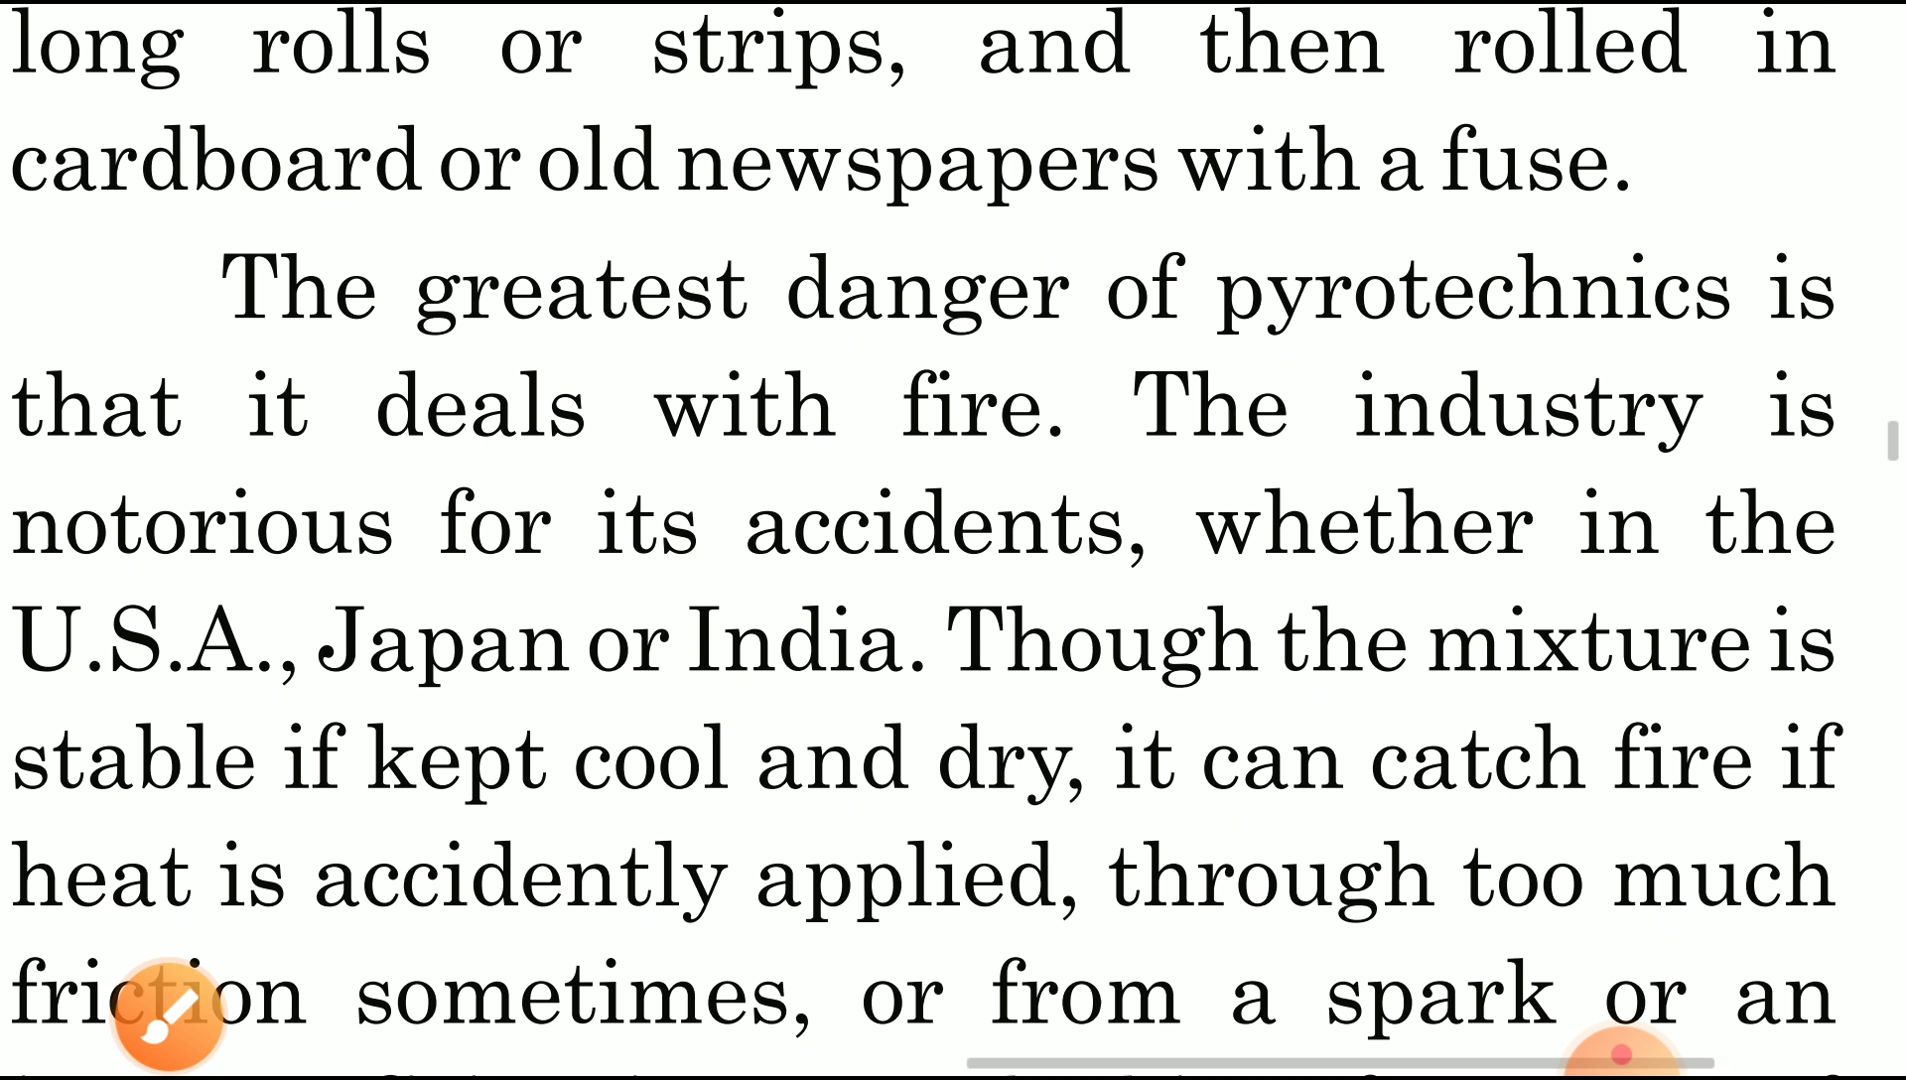 long rolls or strips, and then rolled in
cardboard or old newspapers with a fuse.
The greatest danger of pyrotechnics is
that it deals with fire. The industry is
notorious for its accidents, whether in the
U.S.A., Japan or India. Though the mixture is
stable if kept cool and dry, it can catch fire if
heat is accidently applied, through too much
friction sometimes, or from a spark or an